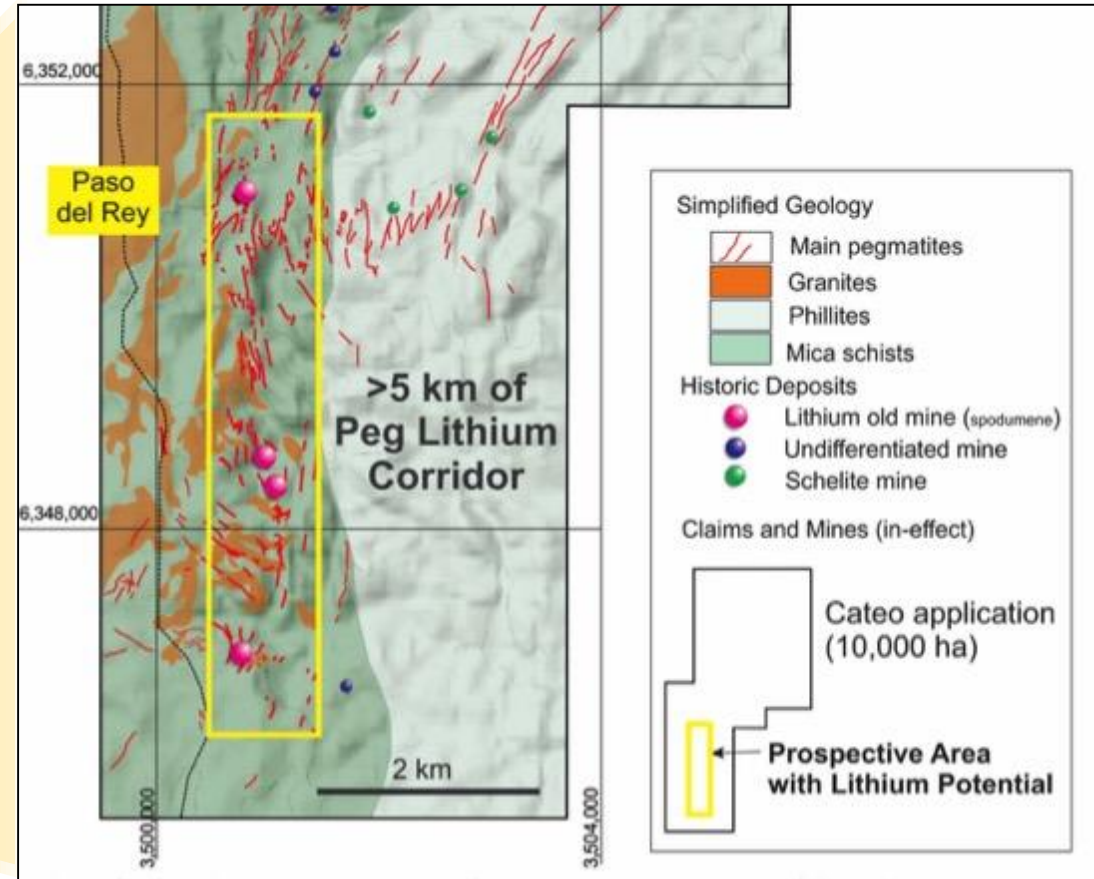 6,352,000
Paso
del Rey
>5 km of
Peg Lithium
Corridor
6,348,000
2 km
3,500,000
3,504,000
Simplified Geology
Main pegmatites
Granites
Phillites
Mica schists
Historic Deposits
Lithium old mine (spodumene)
Undifferentiated mine
Schelite mine
Claims and Mines (in-effect)
Cateo application
(10,000 ha)
Prospective Area
with Lithium Potential